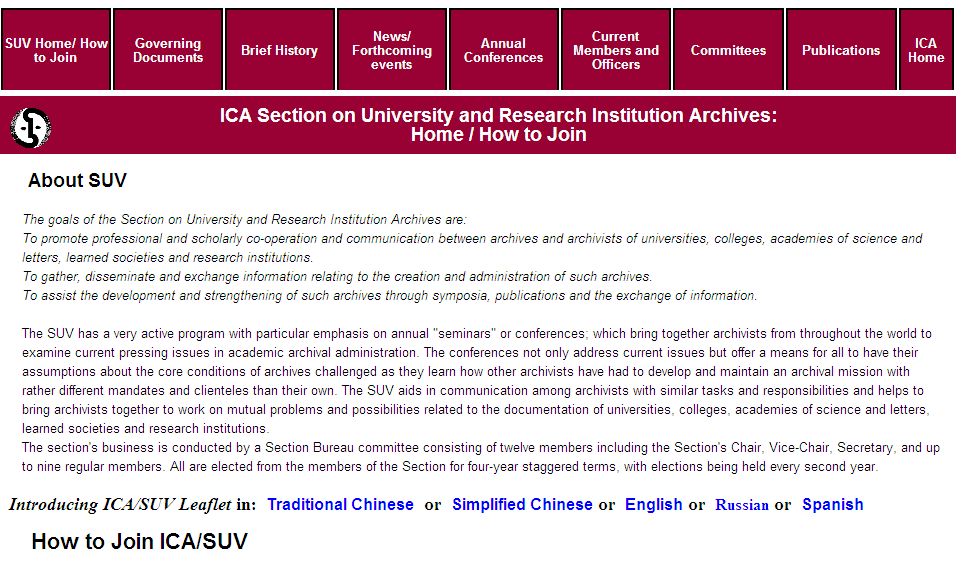 SUV Home/ How
to Join
Governing
Documents
Brief History
News/
Forthcoming
events
Annual
Conferences
Current
Members and
Officers
Committees
Publications
ICA
Home
ICA Section on University and Research Institution Archives:
Home / How to Join
About SUV
The goals of the Section on University and Research Institution Archives are:
To promote professional and scholarly co-operation and communication between archives and archivists of universities, colleges, academies of science and
letters, learned societies and research institutions.
To gather, disseminate and exchange information relating to the creation and administration of such archives.
To assist the development and strengthening of such archives through symposia, publications and the exchange of information.
The SUV has a very active program with particular emphasis on annual "seminars" or conferences; which bring together archivists from throughout the world to
examine current pressing issues in academic archival administration. The conferences not only address current issues but offer a means for all to have their
assumptions about the core conditions of archives challenged as they learn how other archivists have had to develop and maintain an archival mission with
rather different mandates and clienteles than their own. The SUV aids in communication among archivists with similar tasks and responsibilities and helps to
bring archivists together to work on mutual problems and possibilities related to the documentation of universities, colleges, academies of science and letters,
learned societies and research institutions.
The section's business is conducted by a Section Bureau committee consisting of twelve members including the Section's Chair, Vice-Chair, Secretary, and up
to nine regular members. All are elected from the members of the Section for four-year staggered terms, with elections being held every second year.
Introducing ICA/SUV Leaflet in: Traditional Chinese or Simplified Chinese or English or Russian or Spanish
How to Join ICA/SUV